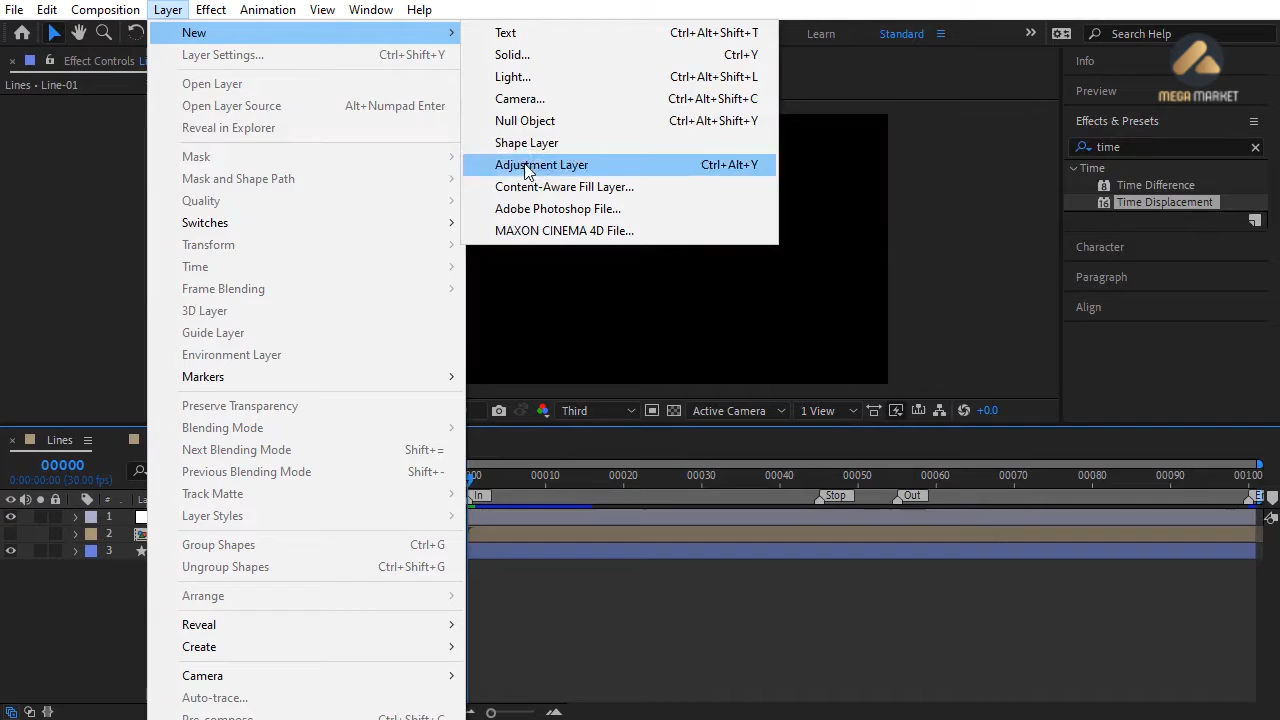 File Edit Composition Layer Effect Animation View Window Help
New
Layer Settings... Ctrl+Shift+Y
Open Layer
Open Layer Source Alt+Numpad Enter
Reveal in Explorer
Mask
Mask and Shape Path
Quality
Switches
Transform
Time
Frame Blending
3D Layer
Guide Layer
Environment Layer
Markers
Preserve Transparency
Blending Mode
Next Blending Mode Shift+=
Previous Blending Mode Shift+-
Track Matte
Layer Styles
Group Shapes Ctrl+G
Ungroup Shapes Ctrl+Shift+G
Arrange
Reveal
Create
Camera
Auto-trace...
Pre-compose... Ctrl+Shift+C
Text Ctrl+Alt+Shift+T
Solid... Ctrl+Y
Light... Ctrl+Alt+Shift+L
Camera... Ctrl+Alt+Shift+C
Null Object Ctrl+Alt+Shift+Y
Shape Layer
Adjustment Layer Ctrl+Alt+Y
Content-Aware Fill Layer...
Adobe Photoshop File...
MAXON CINEMA 4D File...
Learn Standard Search Help
MEGA MARKET
Effect Controls
Lines • Line-01
Info
Preview
Effects & Presets
time
Time
Time Difference
Time Displacement
Character
Paragraph
Align
Third Active Camera 1 View +0.0
Lines
00000
0:00:00:00 (30.00 fps)
00010 00020 00030 00040 00050 00060 00070 00080 00090 00100
In Stop Out
#
1
2
3